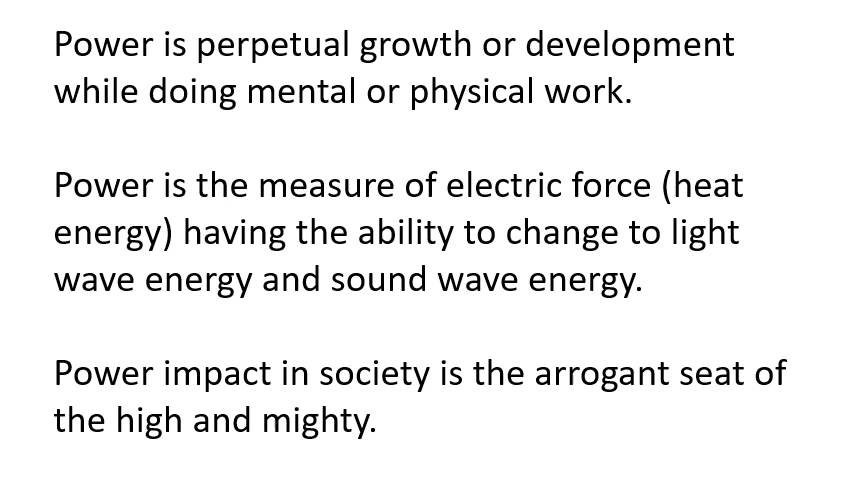 Power is perpetual growth or development
while doing mental or physical work.
Power is the measure of electric force (heat
energy) having the ability to change to light
wave energy and sound wave energy.
Power impact in society is the arrogant seat of
the high and mighty.